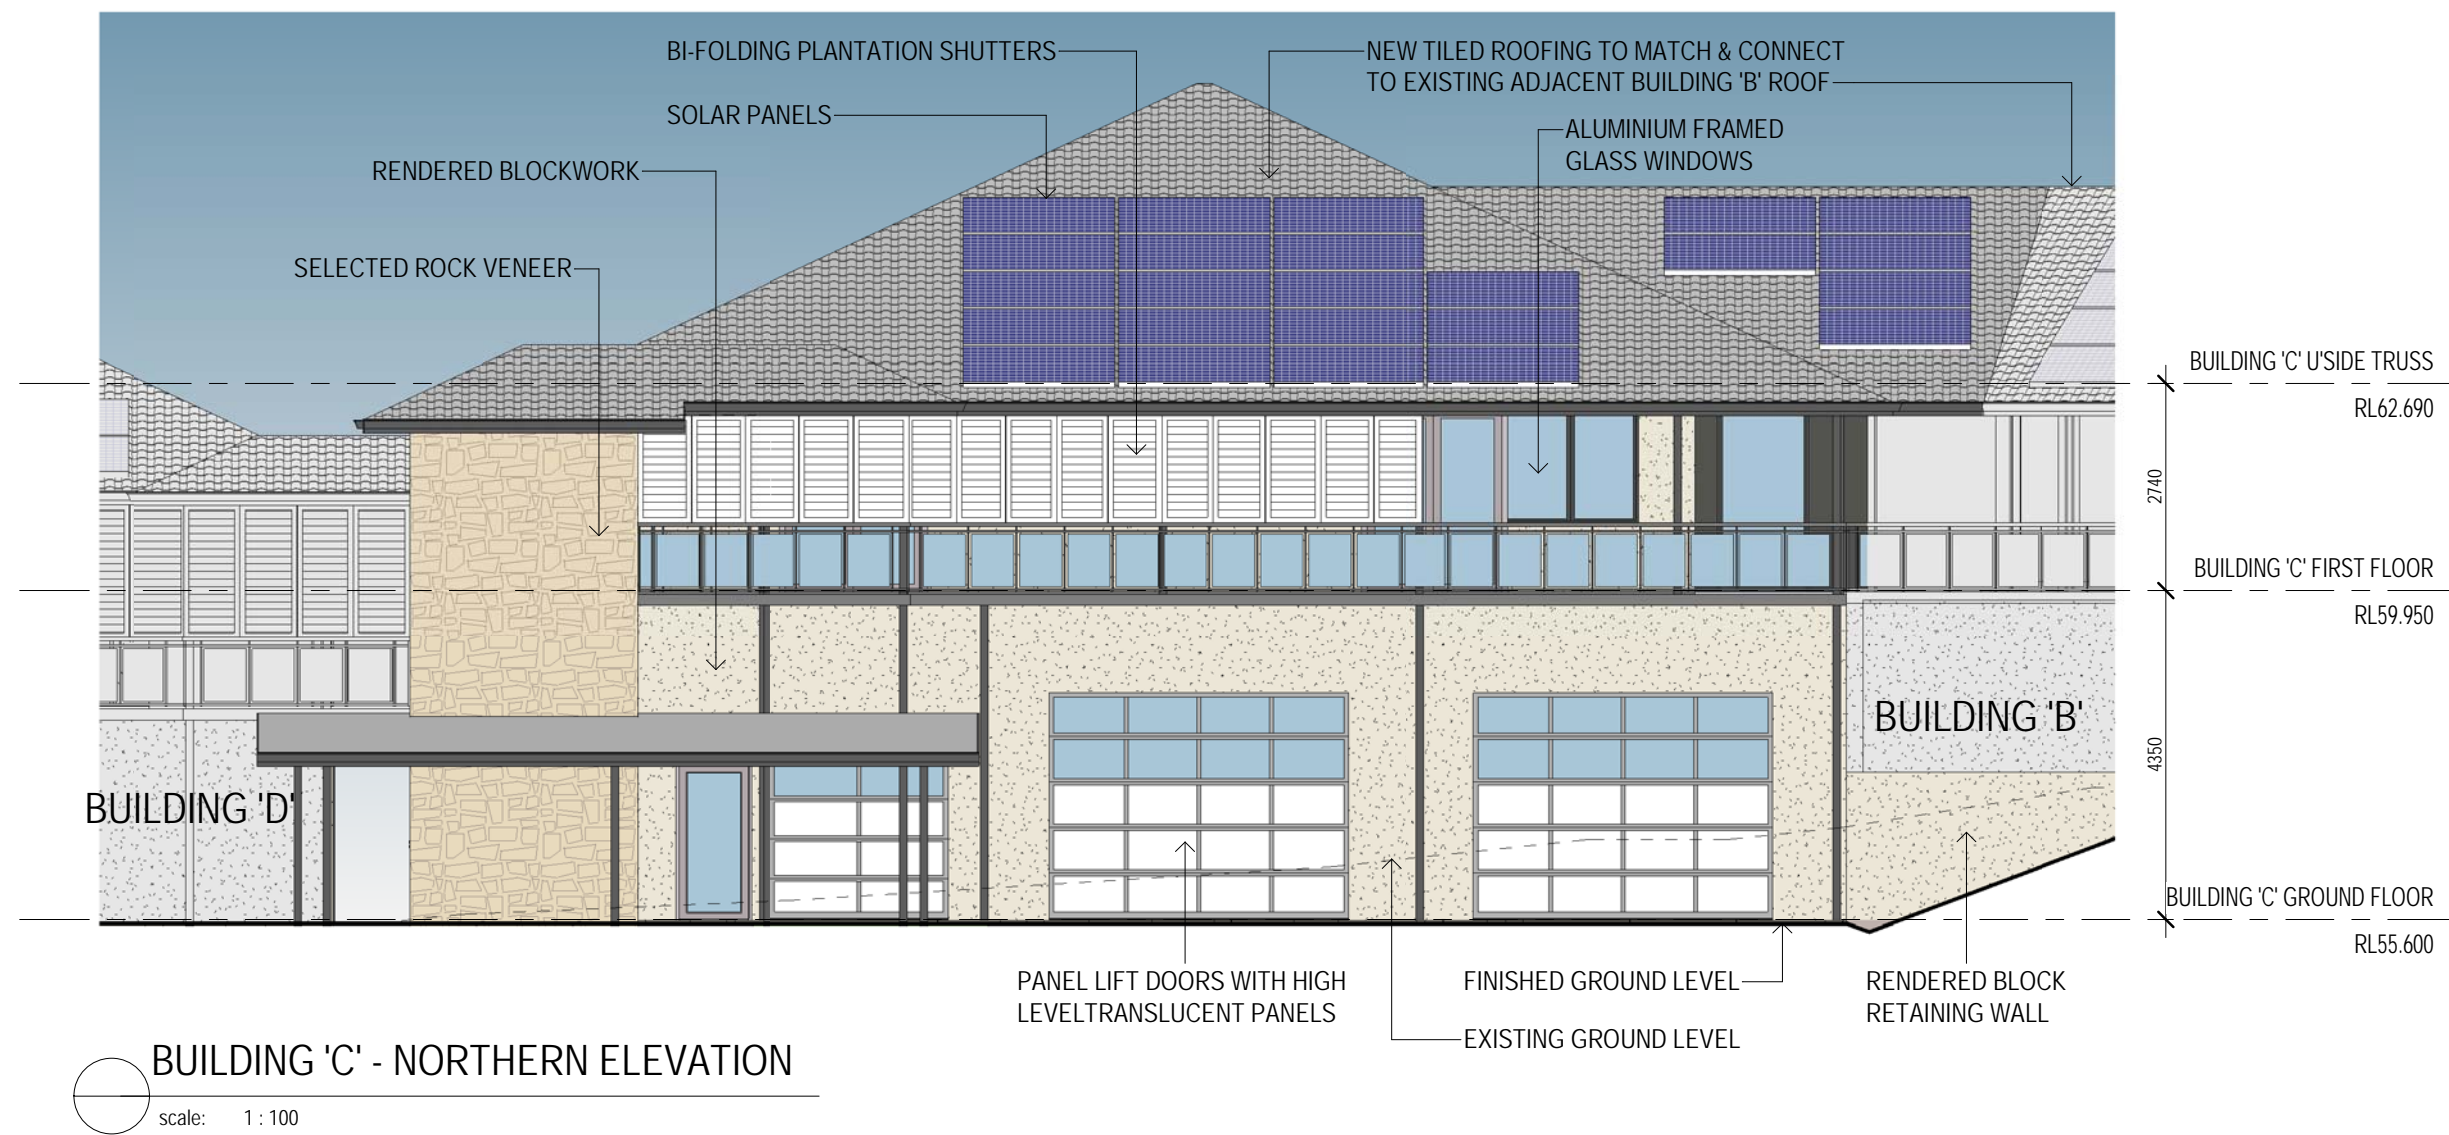 BI-FOLDING PLANTATION SHUTTERS
NEW TILED ROOFING TO MATCH & CONNECT
TO EXISTING ADJACENT BUILDING 'B' ROOF
SOLAR PANELS
ALUMINIUM FRAMED
GLASS WINDOWS
RENDERED BLOCKWORK
SELECTED ROCK VENEER
BUILDING 'C' U'SIDE TRUSS
RL62.690
2740
BUILDING 'C' FIRST FLOOR
RL59.950
BUILDING 'B'
4350
BUILDING 'D'
BUILDING 'C' GROUND FLOOR
RL55.600
PANEL LIFT DOORS WITH HIGH
LEVELTRANSLUCENT PANELS
FINISHED GROUND LEVEL
EXISTING GROUND LEVEL
RENDERED BLOCK
RETAINING WALL
BUILDING 'C' - NORTHERN ELEVATION
scale: 1 : 100